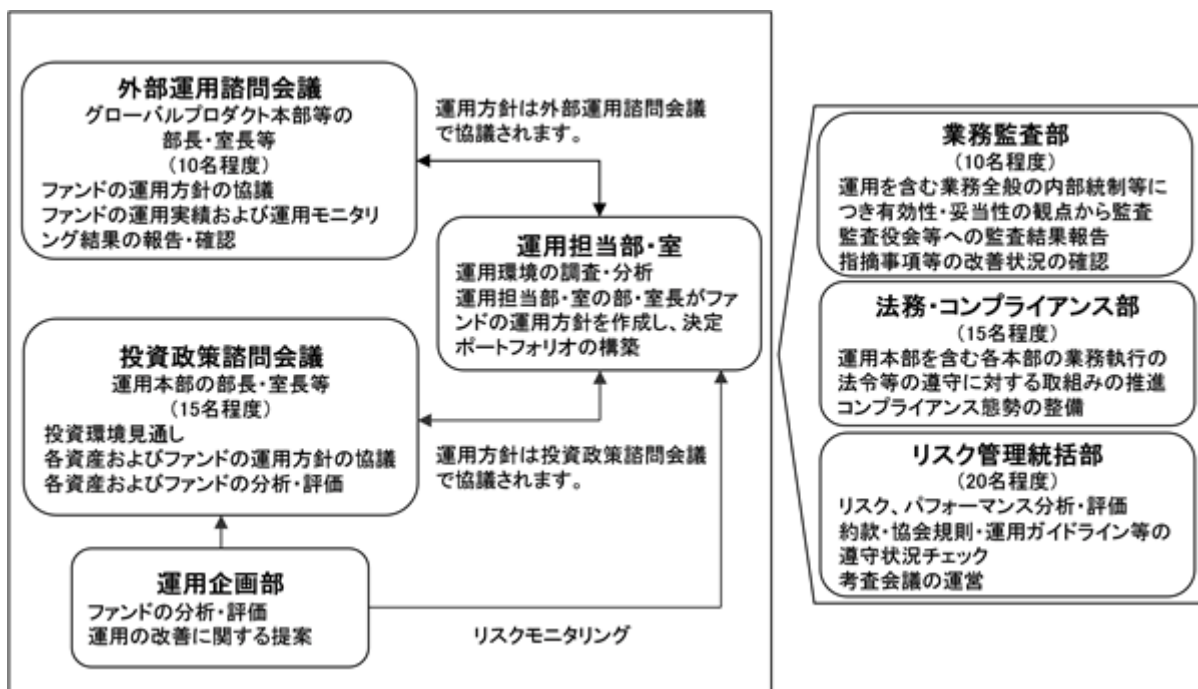 外部運用諮問会議
グローバルプロダクト本部等の
部長・室長等
(10名程度)
ファンドの運用方針の協議
ファンドの運用実績および運用モニタリ
ング結果の報告・確認
運用方針は外部運用諮問会議
で協議されます。
運用担当部・室
運用環境の調査・分析
運用担当部・室の部・室長がファ
ンドの運用方針を作成し、決定
ポートフォリオの構築
投資政策諮問会議
運用本部の部長・室長等
(15名程度)
投資環境見通し
各資産およびファンドの運用方針の協議
各資産およびファンドの分析・評価
運用方針は投資政策諮問会議
で協議されます。
運用企画部
ファンドの分析・評価
運用の改善に関する提案
リスクモニタリング
業務監査部
(10名程度)
運用を含む業務全般の内部統制等に
つき有効性・妥当性の観点から監査
監査役会等への監査結果報告
指摘事項等の改善状況の確認
法務・コンプライアンス部
(15名程度)
運用本部を含む各本部の業務執行の
法令等の遵守に対する取組みの推進
コンプライアンス態勢の整備
リスク管理統括部
(20名程度)
リスク、パフォーマンス分析・評価
約款・協会規則・運用ガイドライン等の
遵守状況チェック
考査会議の運営